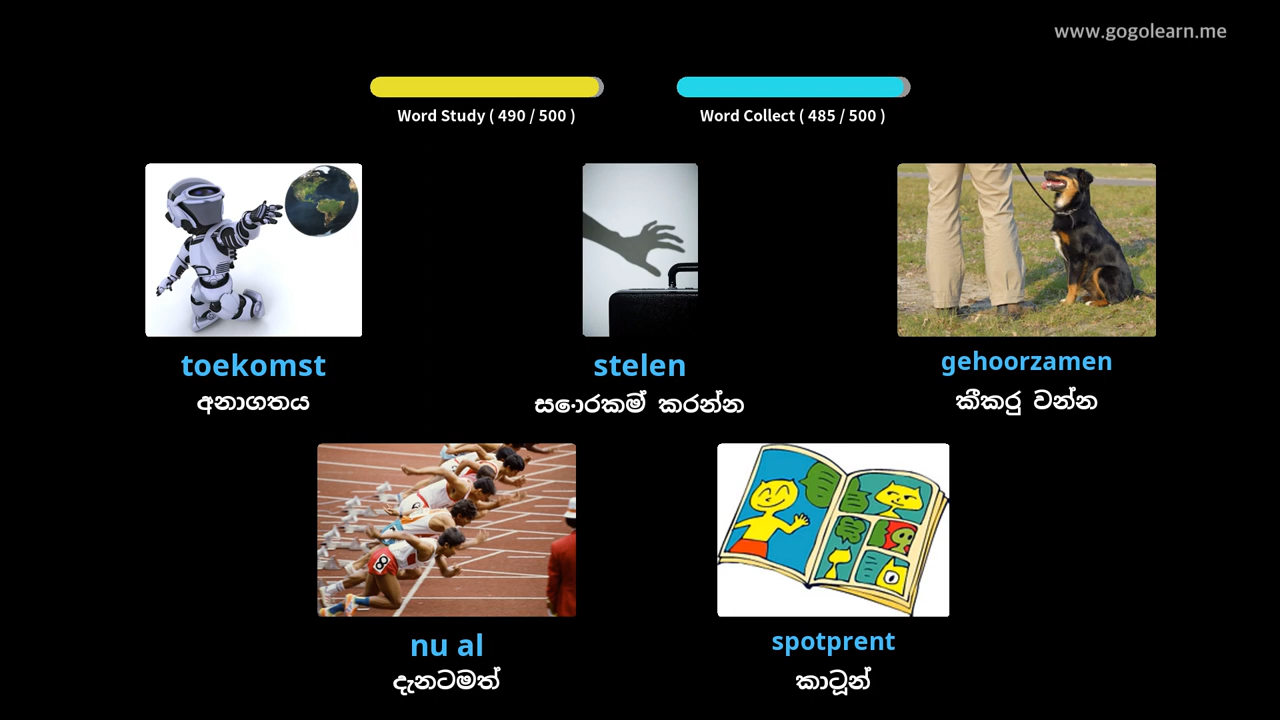 www.gogolearn.me
Word Study ( 490 / 500 )
Word Collect ( 485 / 500 )
toekomst
අනාගතය
stelen
සොරකම් කරන්න
gehoorzamen
කීකරු වන්න
nu al
දැනටමත්
spotprent
කාටූන්
8